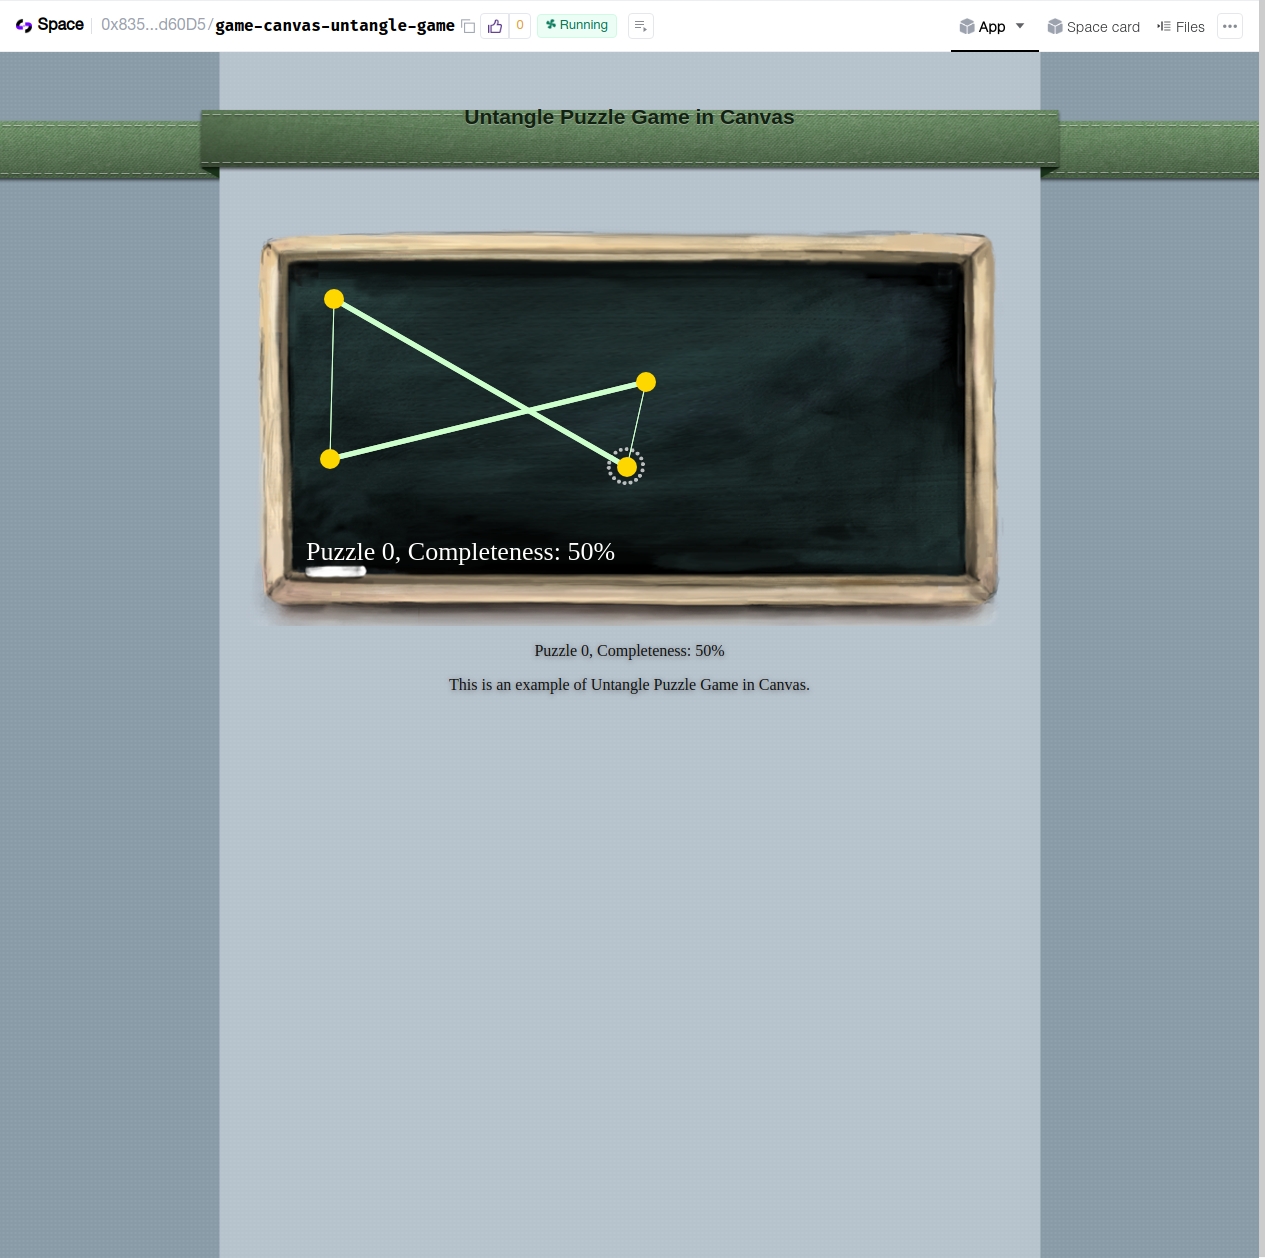 Space 0x835...d60D5/game-canvas-untangle-game 0 Running App Space card Files
Untangle Puzzle Game in Canvas
Puzzle 0, Completeness: 50%
Puzzle 0, Completeness: 50%
This is an example of Untangle Puzzle Game in Canvas.